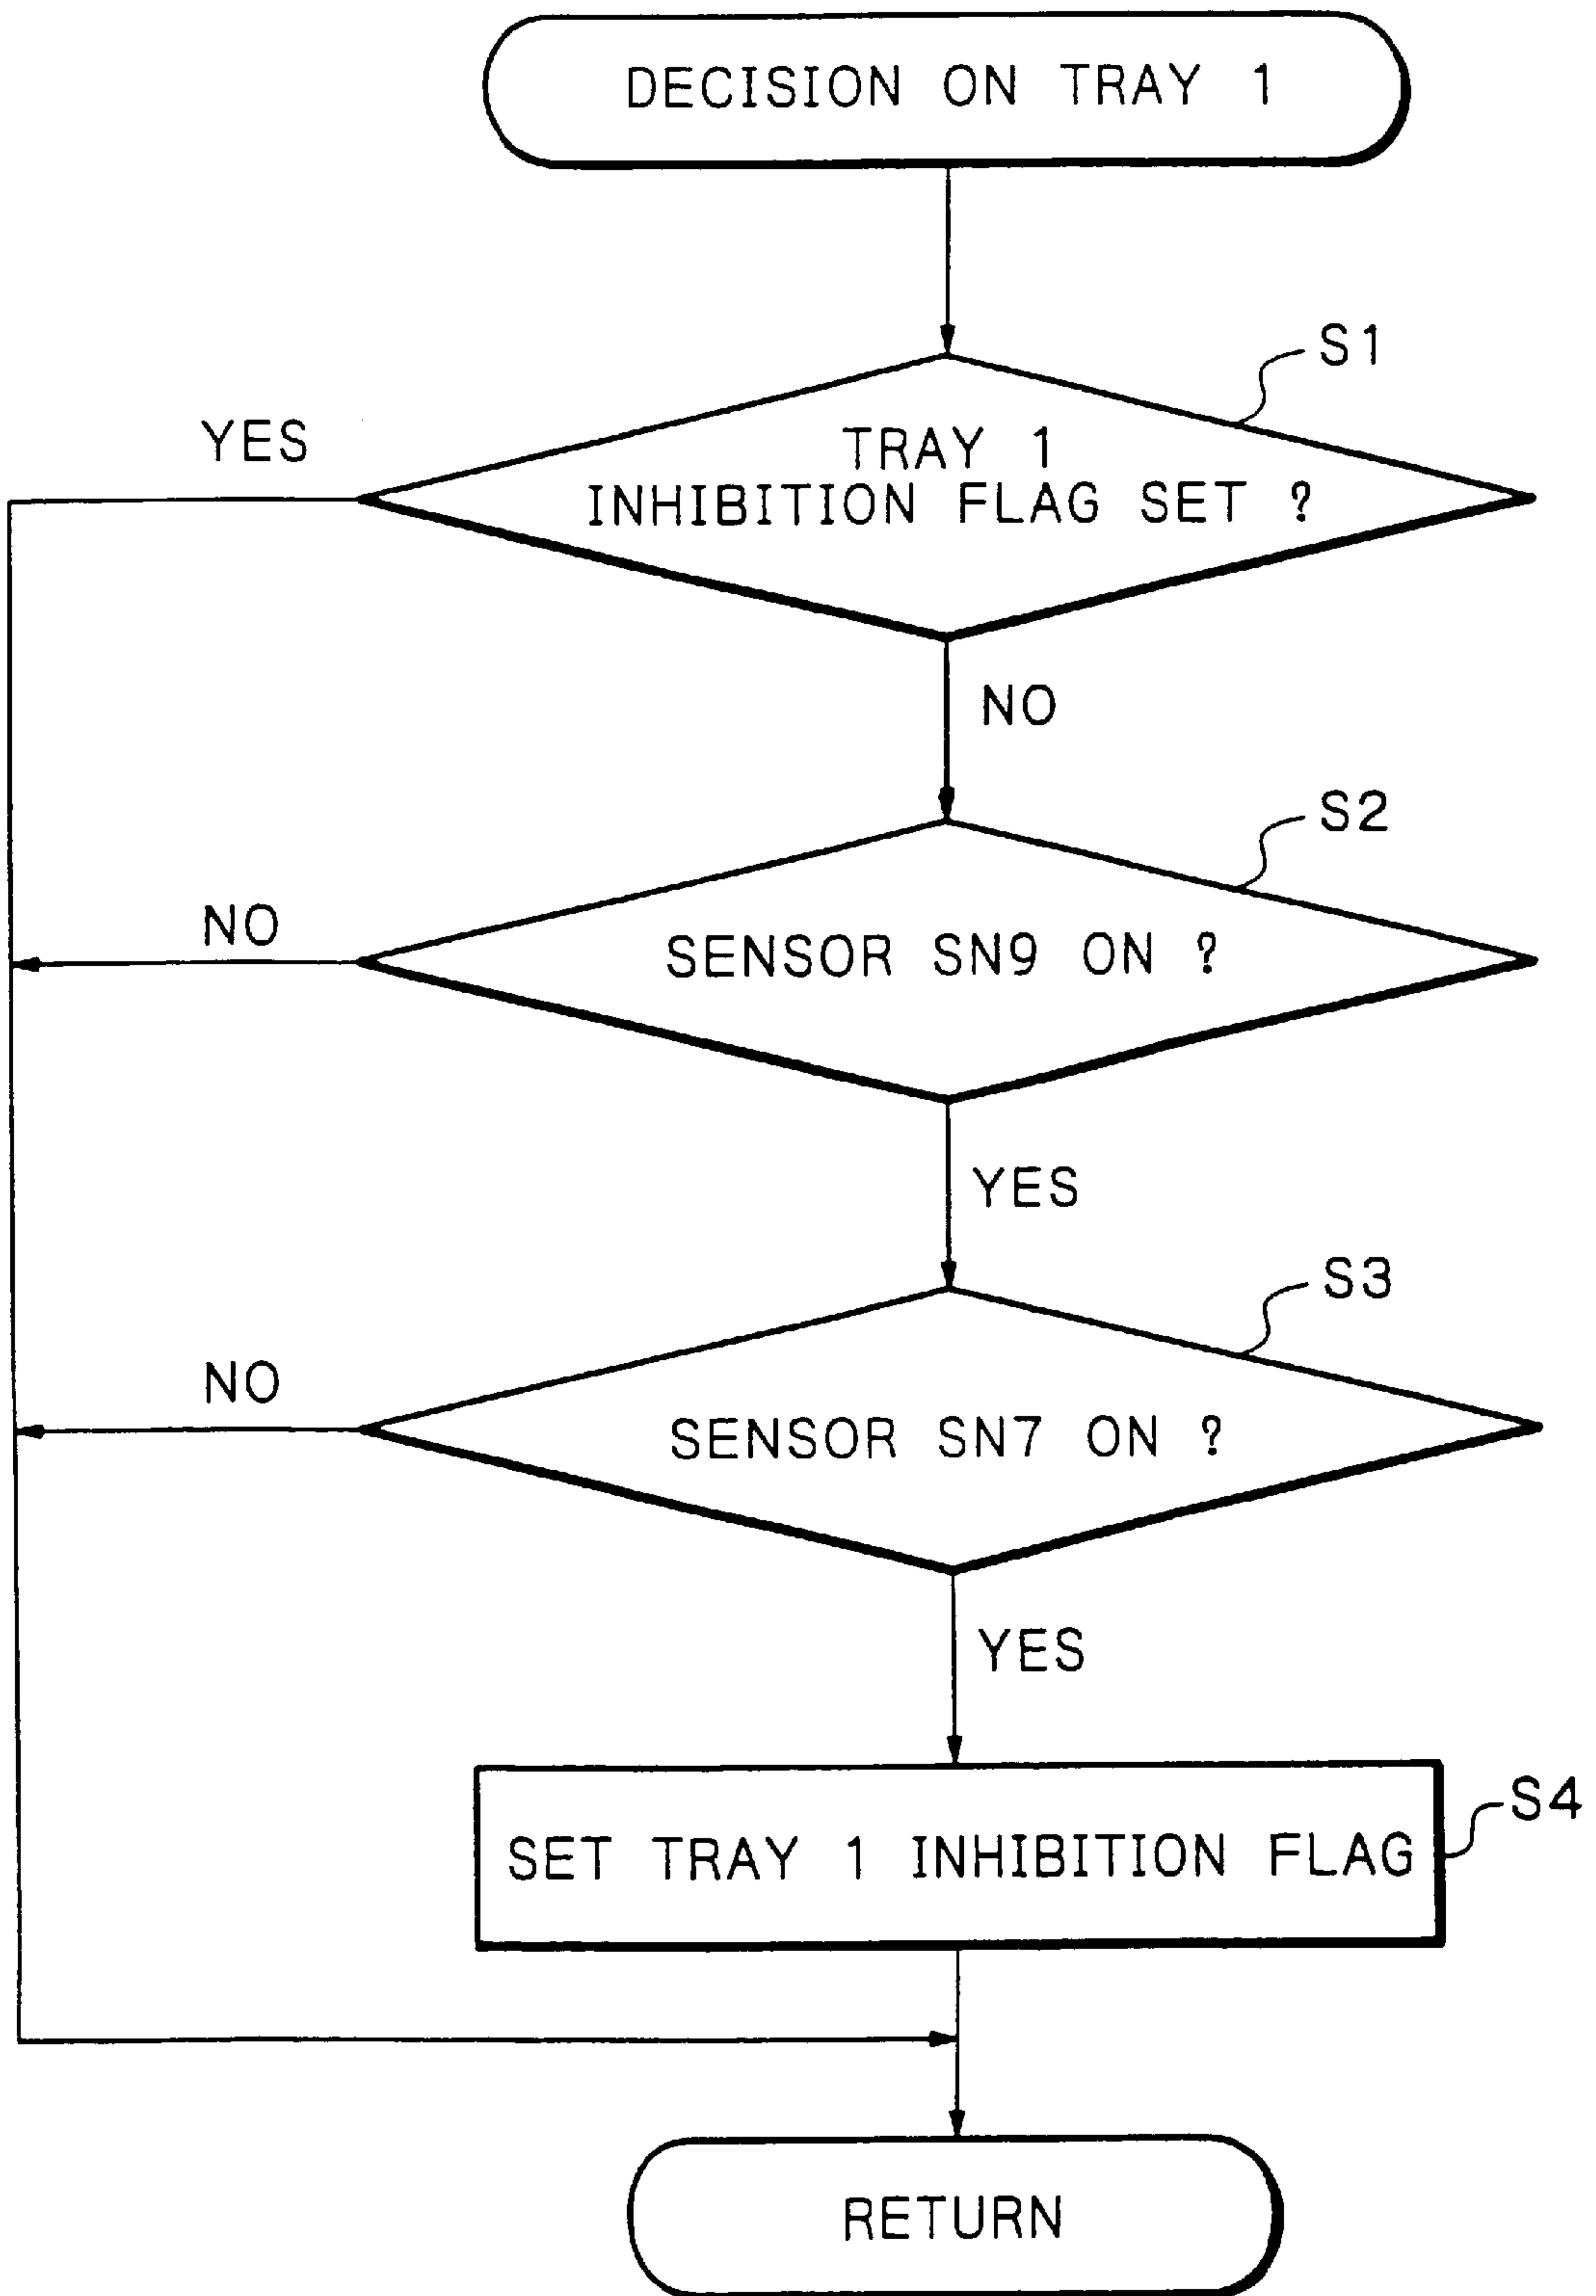 DECISION ON TRAY 1
S1
YES
TRAY 1
INHIBITION FLAG SET ?
NO
S2
NO
SENSOR SN9 ON ?
YES
S3
NO
SENSOR SN7 ON ?
YES
S4
SET TRAY 1 INHIBITION FLAG
RETURN